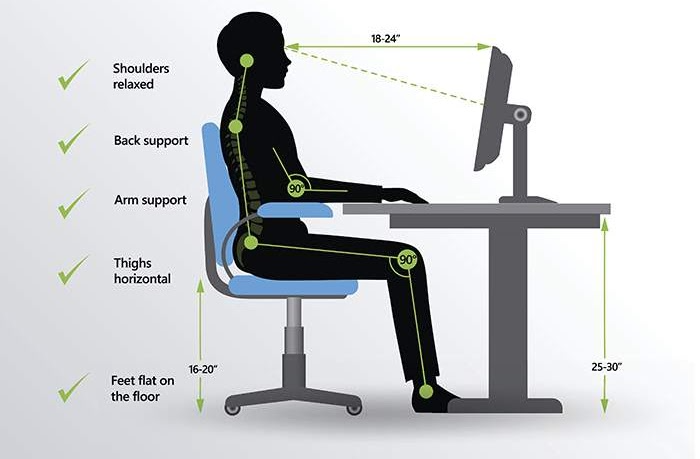 18-24”
Shoulders
relaxed
Back support
90°
Arm support
90°
Thighs
horizontal
16-20”
25-30”
Feet flat on
the floor